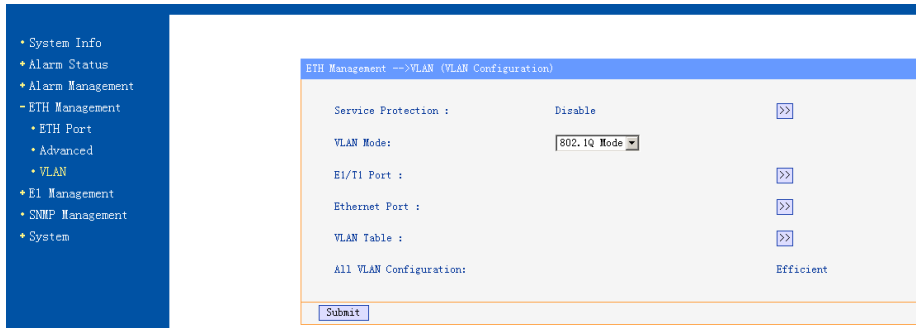 System Info
Alarm Status
Alarm Management
ETH Management
ETH Port
Advanced
VLAN
E1 Management
SNMP Management
System
ETH Management -->VLAN (VLAN Configuration)
Service Protection : Disable >>
VLAN Mode: 802.1Q Mode
E1/T1 Port : >>
Ethernet Port : >>
VLAN Table : >>
All VLAN Configuration: Efficient
Submit